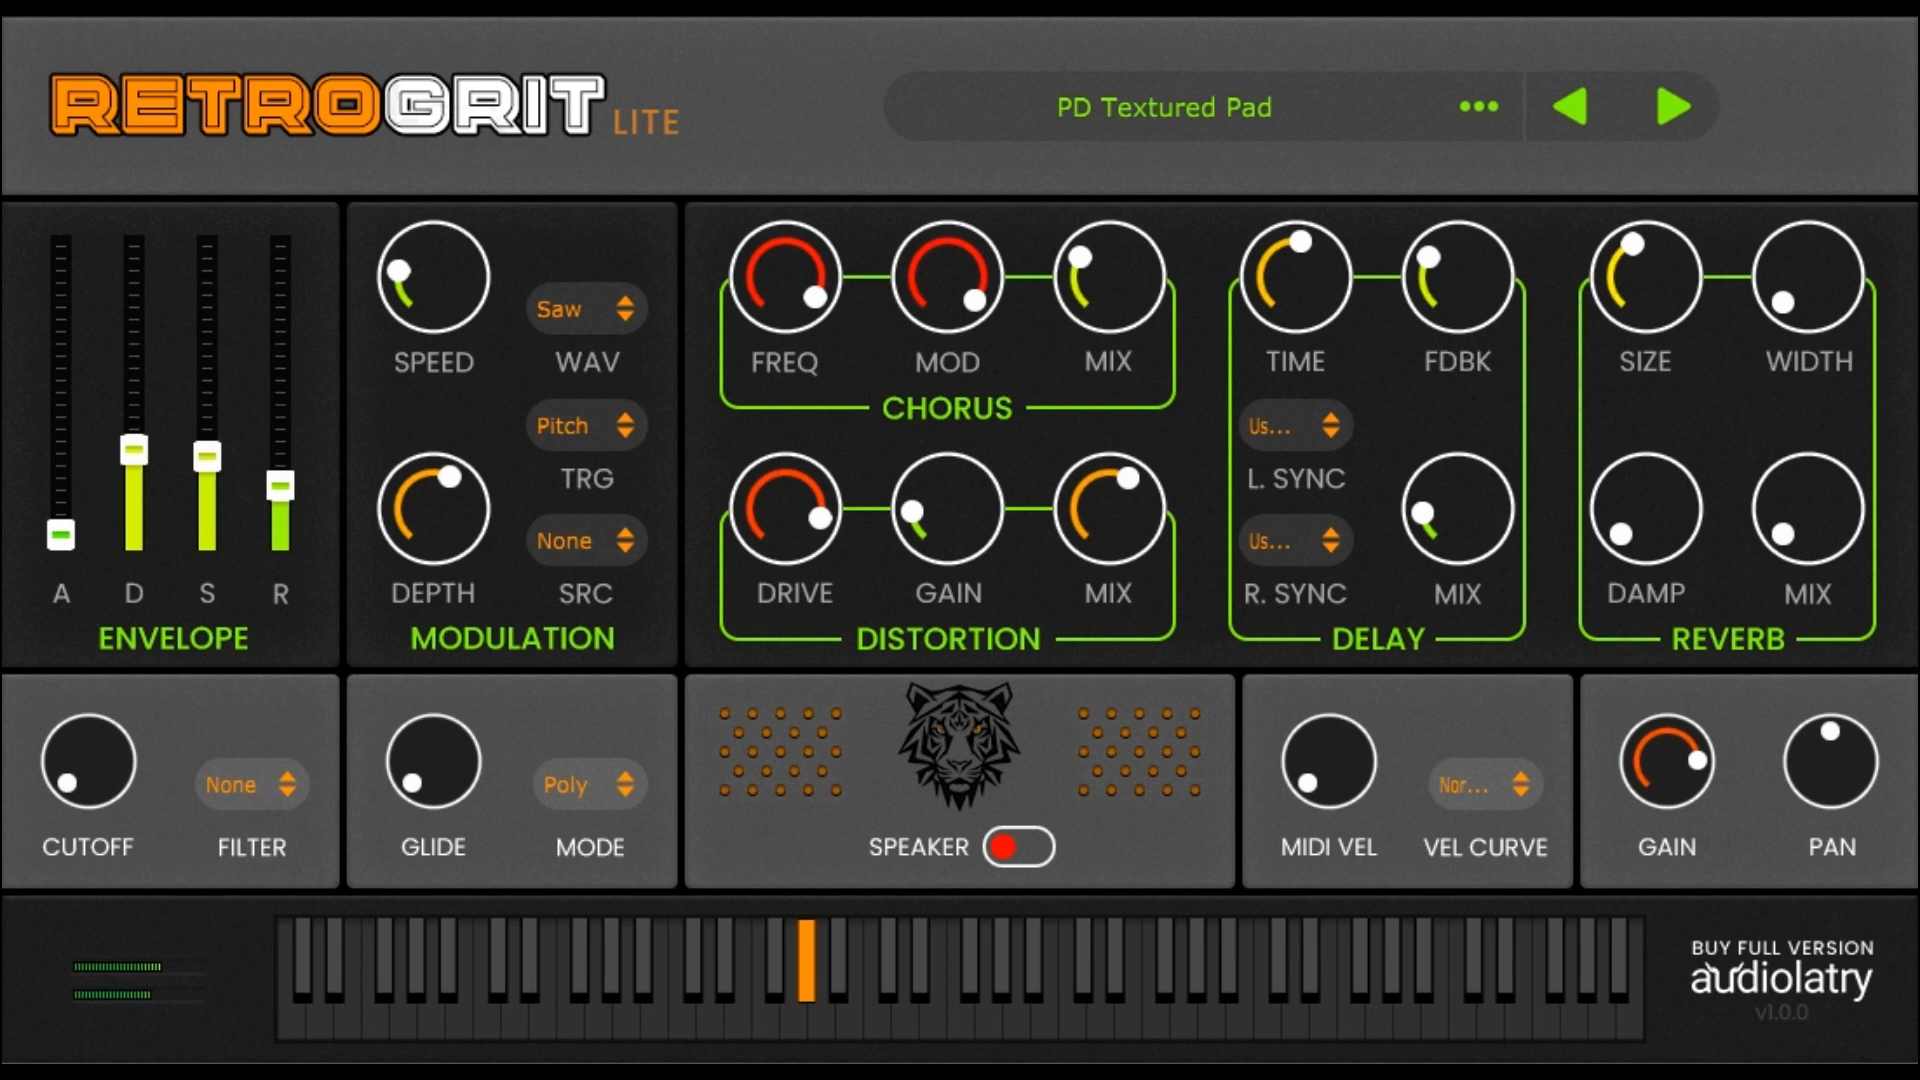 RETROGRIT LITE
PD Textured Pad
SPEED
Saw
WAV
Pitch
TRG
DEPTH
None
SRC
A D S R
ENVELOPE
MODULATION
FREQ MOD MIX
CHORUS
DRIVE GAIN MIX
DISTORTION
TIME FDBK
Us...
L. SYNC
Us...
R. SYNC MIX
DELAY
SIZE WIDTH
DAMP MIX
REVERB
None
CUTOFF FILTER
Poly
GLIDE MODE
SPEAKER
Nor...
MIDI VEL VEL CURVE
GAIN PAN
BUY FULL VERSION
audiolatry
v1.0.0